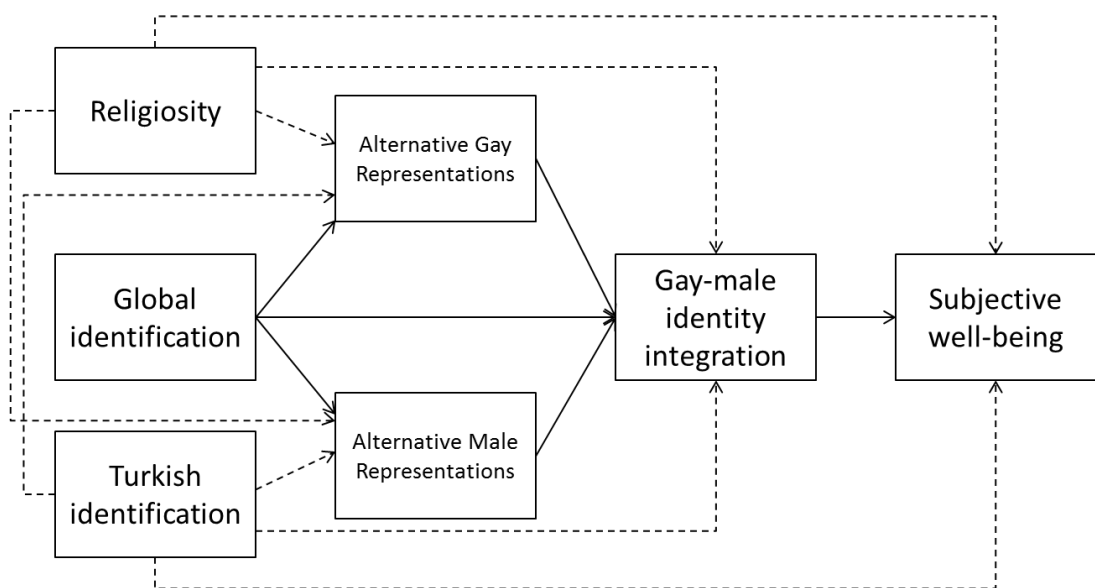 Religiosity
Alternative Gay
Representations
Global
identification
Gay-male
identity
integration
Subjective
well-being
Alternative Male
Representations
Turkish
identification